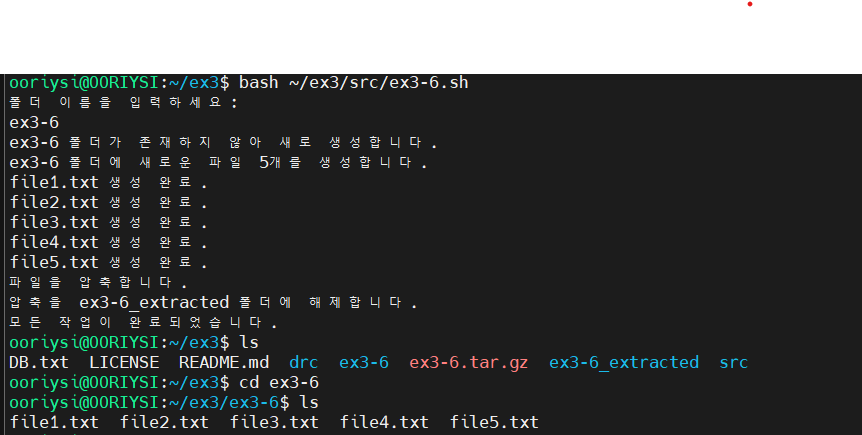 ooriysi@OORIYSI:~/ex3$ bash ~/ex3/src/ex3-6.sh
폴더 이름을 입력하세요:
ex3-6
ex3-6 폴더가 존재하지 않아 새로 생성합니다.
ex3-6 폴더에 새로운 파일 5개를 생성합니다.
file1.txt 생성 완료.
file2.txt 생성 완료.
file3.txt 생성 완료.
file4.txt 생성 완료.
file5.txt 생성 완료.
파일을 압축합니다.
압축을 ex3-6_extracted 폴더에 해제합니다.
모든 작업이 완료되었습니다.
ooriysi@OORIYSI:~/ex3$ ls
DB.txt  LICENSE  README.md  drc  ex3-6  ex3-6.tar.gz  ex3-6_extracted  src
ooriysi@OORIYSI:~/ex3$ cd ex3-6
ooriysi@OORIYSI:~/ex3/ex3-6$ ls
file1.txt  file2.txt  file3.txt  file4.txt  file5.txt